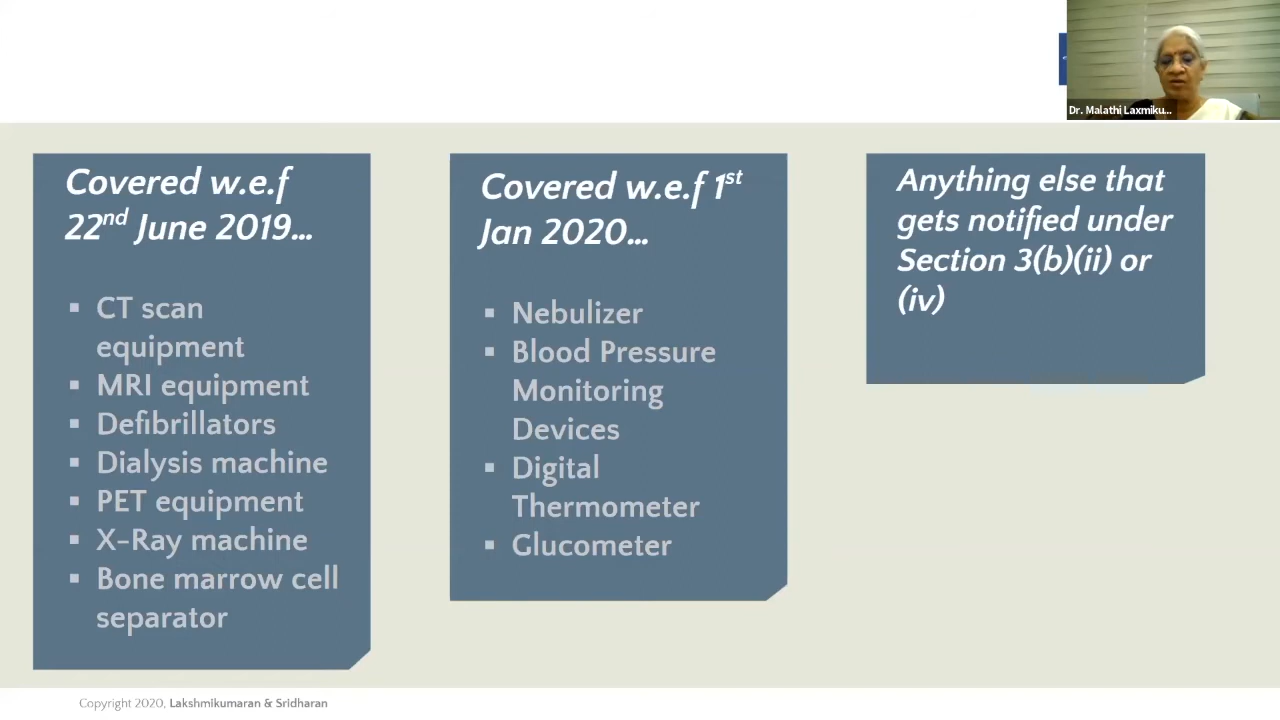 Dr. Malathi Laxmiku...
Covered w.e.f
22nd June 2019...
▪ CT scan
equipment
▪ MRI equipment
▪ Defibrillators
▪ Dialysis machine
▪ PET equipment
▪ X-Ray machine
▪ Bone marrow cell
separator
Covered w.e.f 1st
Jan 2020...
▪ Nebulizer
▪ Blood Pressure
Monitoring
Devices
▪ Digital
Thermometer
▪ Glucometer
Anything else that
gets notified under
Section 3(b)(ii) or
(iv)
Copyright 2020, Lakshmikumaran & Sridharan